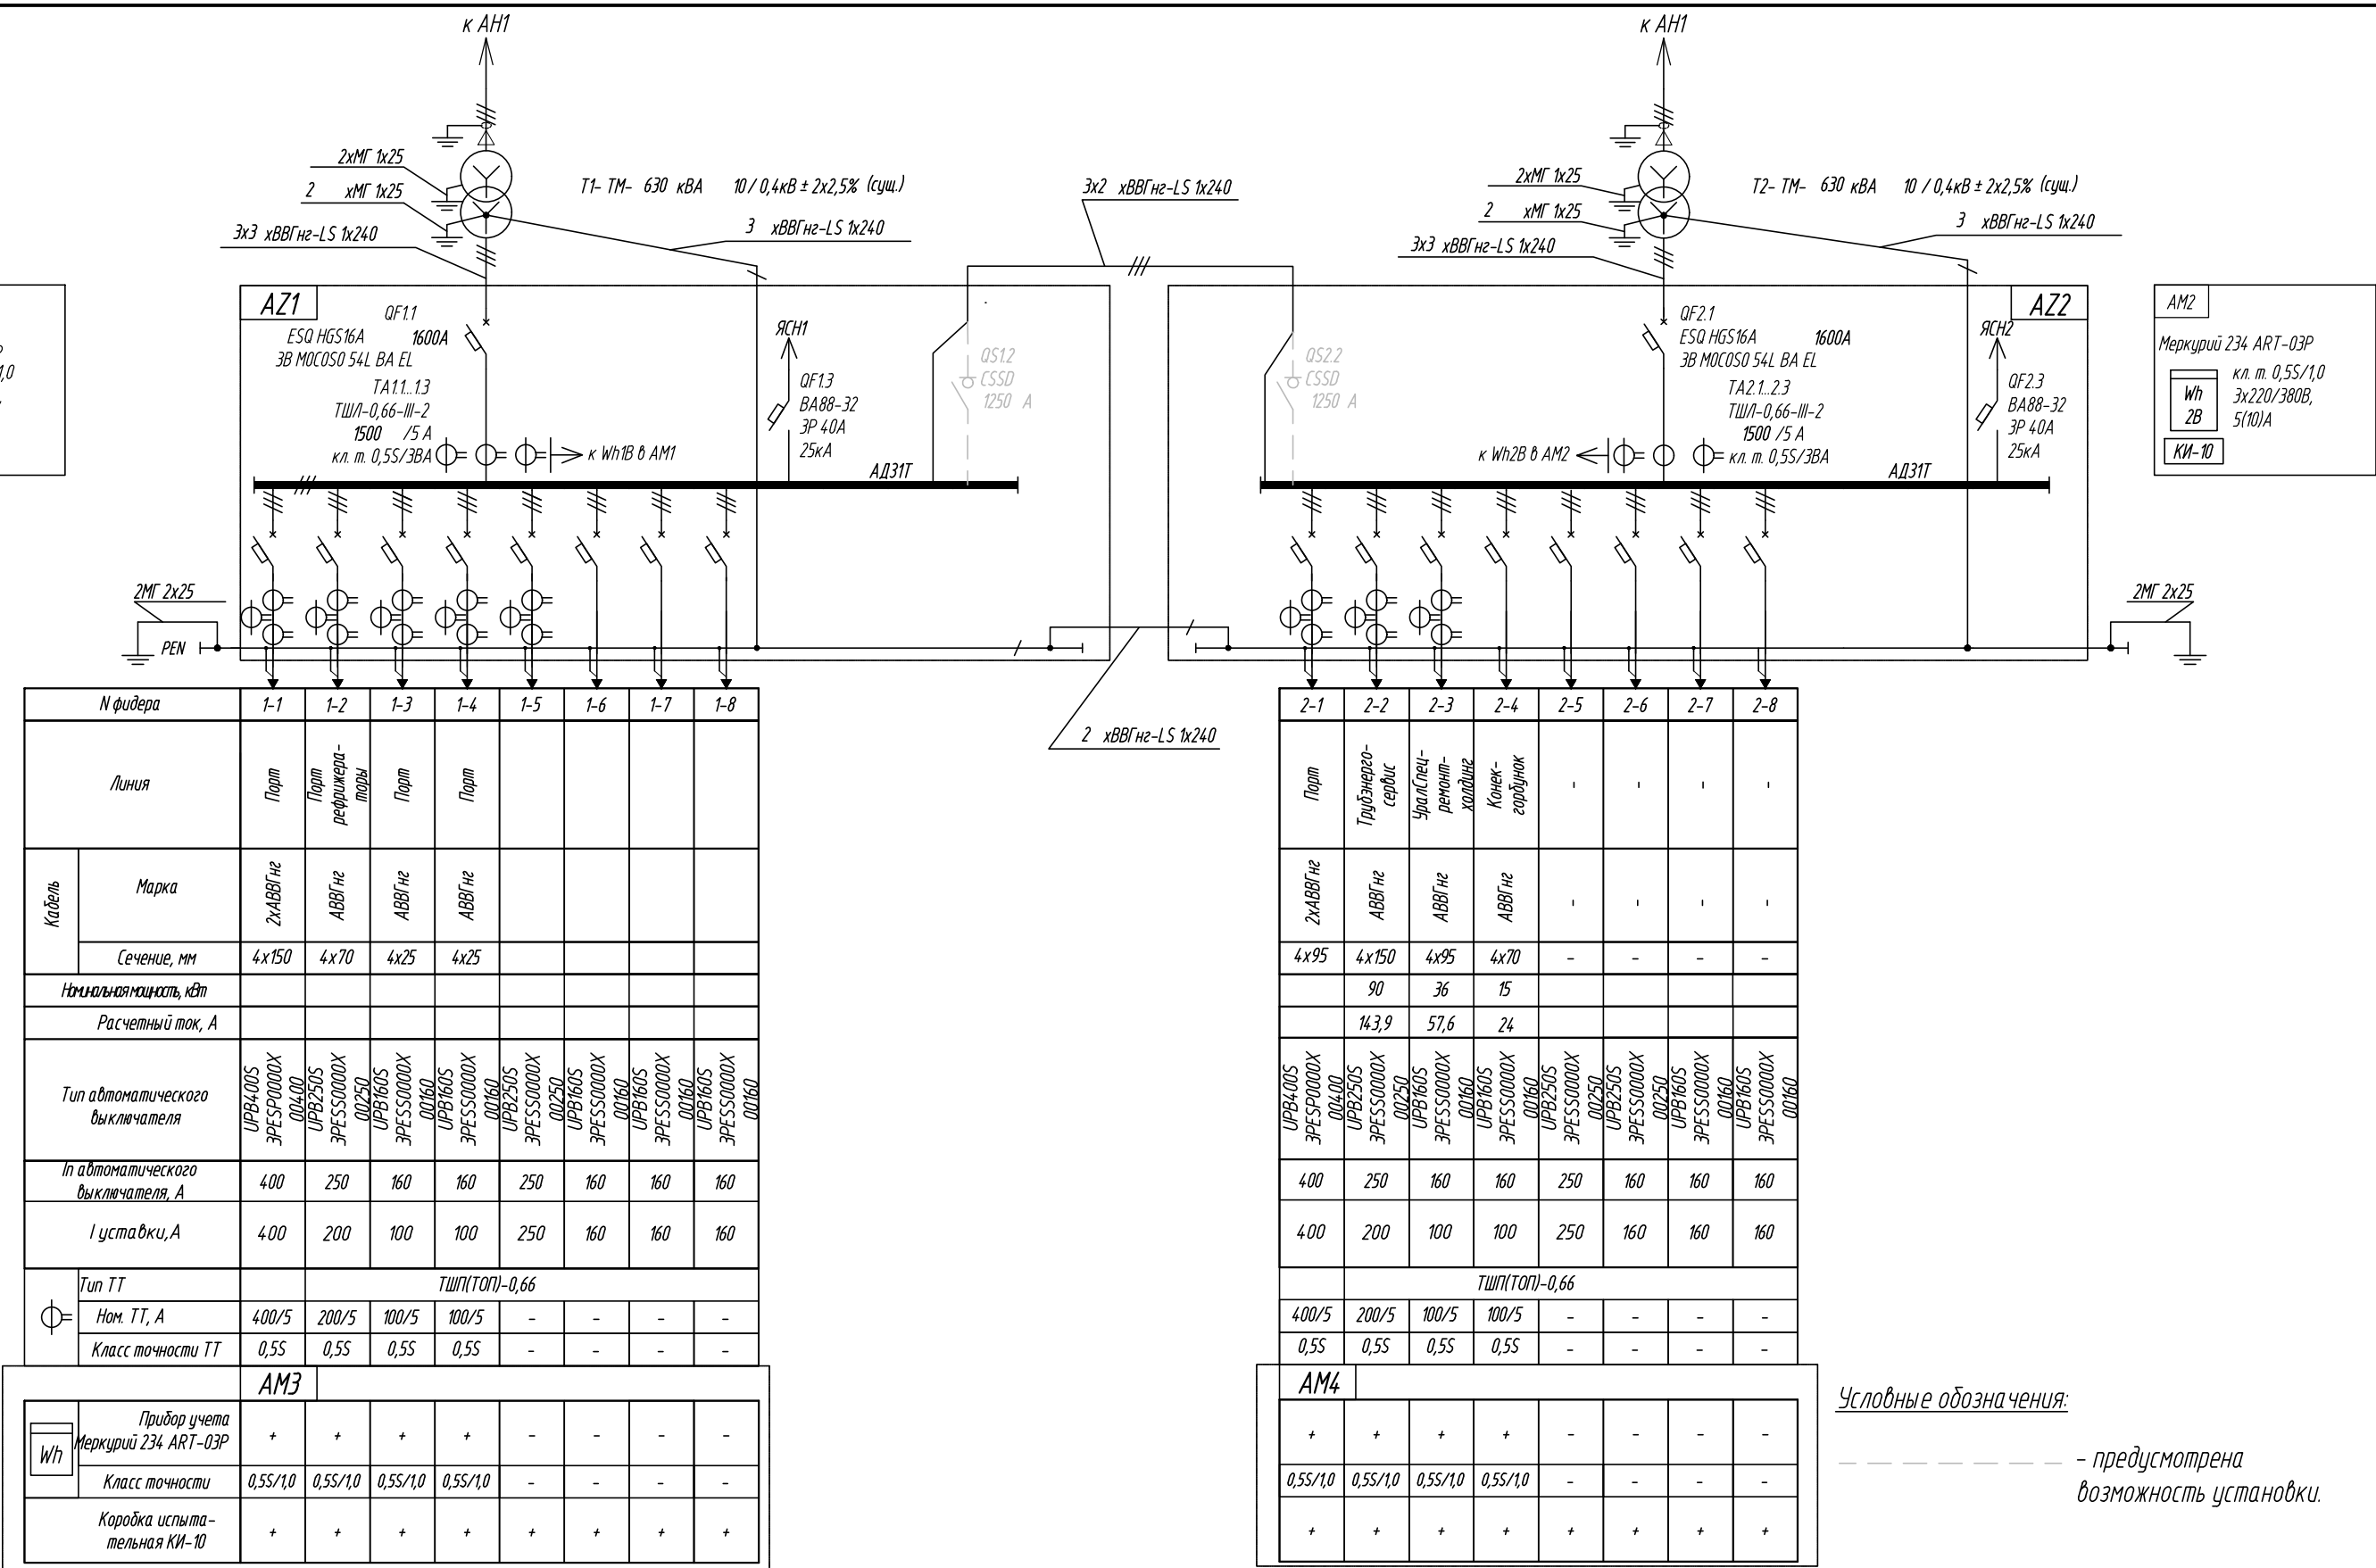 к АН1
2хМГ 1х25
2 хМГ 1х25
3х3 хВВГнг-LS 1х240
Т1- ТМ- 630 кВА 10 / 0,4кВ ± 2х2,5% (сущ.)
3 хВВГнг-LS 1х240
3х2 хВВГнг-LS 1х240
к АН1
2хМГ 1х25
2 хМГ 1х25
3х3 хВВГнг-LS 1х240
Т2- ТМ- 630 кВА 10 / 0,4кВ ± 2х2,5% (сущ.)
3 хВВГнг-LS 1х240
1,0
AZ1
QF1.1
ESQ HGS16A 1600А
3В МОСОSО 54L ВА EL
ТА1.1...1.3
ТШЛ-0,66-III-2
1500 /5 А
кл. т. 0,5S/3ВА
к Wh1В в АМ1
ЯСН1
QF1.3
ВА88-32
3Р 40А
25кА
АД31Т
QS1.2
CSSD
1250 А
AZ2
QS2.2
CSSD
1250 А
QF2.1
ESQ HGS16A 1600А
3В МОСОSО 54L ВА EL
ТА2.1...2.3
ТШЛ-0,66-III-2
1500 /5 А
кл. т. 0,5S/3ВА
к Wh2В в АМ2
ЯСН2
QF2.3
ВА88-32
3Р 40А
25кА
АД31Т
АМ2
Меркурий 234 ART-03Р
Wh
2В
кл. т. 0,5S/1,0
3х220/380В,
5(10)А
КИ-10
2МГ 2х25
PEN
2 хВВГнг-LS 1х240
2МГ 2х25
N фидера 1-1 1-2 1-3 1-4 1-5 1-6 1-7 1-8
Линия Порт Порт рефрижера- торы Порт Порт
Кабель
Марка 2хАВВГнг АВВГнг АВВГнг АВВГнг
Сечение, мм 4х150 4х70 4х25 4х25
Номинальная мощность, кВт
Расчетный ток, А
Тип автоматического
выключателя
UPB400S 3PESP0000X 00400
UPB250S 3PESS0000X 00250
UPB160S 3PESS0000X 00160
UPB160S 3PESS0000X 00160
UPB250S 3PESS0000X 00250
UPB160S 3PESS0000X 00160
UPB160S 3PESS0000X 00160
UPB160S 3PESS0000X 00160
In автоматического
выключателя, А
400 250 160 160 250 160 160 160
I уставки,А 400 200 100 100 250 160 160 160
Тип ТТ ТШП(ТОП)-0,66
Ном. ТТ, А 400/5 200/5 100/5 100/5 - - - -
Класс точности ТТ 0,5S 0,5S 0,5S 0,5S - - - -
АМ3
Wh
Прибор учета
Меркурий 234 ART-03Р
+ + + + - - - -
Класс точности 0,5S/1,0 0,5S/1,0 0,5S/1,0 0,5S/1,0 - - - -
Коробка испыта-
тельная КИ-10
+ + + + + + + +
2-1 2-2 2-3 2-4 2-5 2-6 2-7 2-8
Порт Трубэнерго- сервис УралСпец- ремонт- холдинг Конек- горбунок - - - -
2хАВВГнг АВВГнг АВВГнг АВВГнг - - - -
4х95 4х150 4х95 4х70 - - - -
90 36 15
143,9 57,6 24
UPB400S 3PESP0000X 00400
UPB250S 3PESS0000X 00250
UPB160S 3PESS0000X 00160
UPB160S 3PESS0000X 00160
UPB250S 3PESS0000X 00250
UPB250S 3PESS0000X 00250
UPB160S 3PESS0000X 00160
UPB160S 3PESS0000X 00160
400 250 160 160 250 160 160 160
400 200 100 100 250 160 160 160
ТШП(ТОП)-0,66
400/5 200/5 100/5 100/5 - - - -
0,5S 0,5S 0,5S 0,5S - - - -
АМ4
+ + + + - - - -
0,5S/1,0 0,5S/1,0 0,5S/1,0 0,5S/1,0 - - - -
+ + + + + + + +
Условные обозначения:
- предусмотрена
возможность установки.